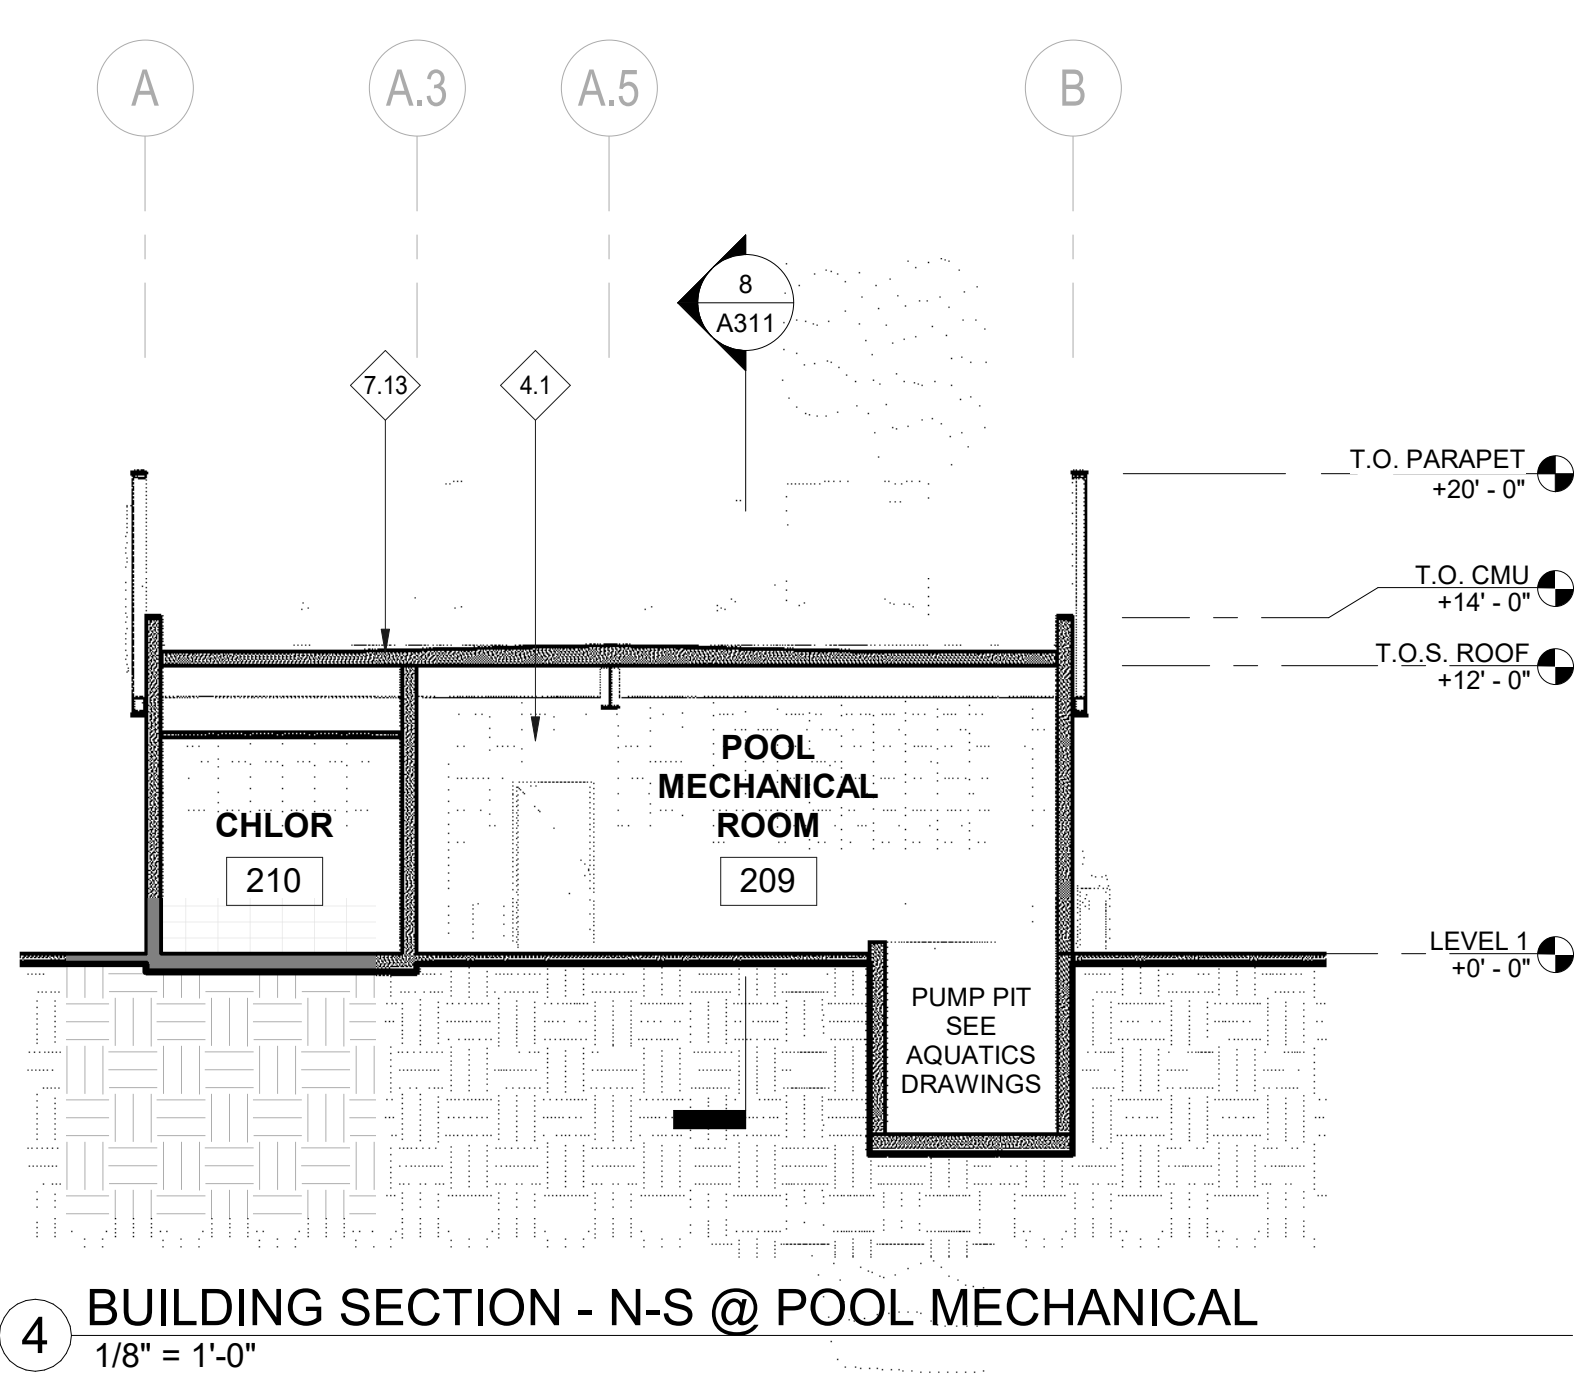 A
A.3
A.5
B
8
A311
7.13
4.1
T.O. PARAPET
+20' - 0"
T.O. CMU
+14' - 0"
T.O.S. ROOF
+12' - 0"
POOL
MECHANICAL
ROOM
209
CHLOR
210
LEVEL 1
+0' - 0"
PUMP PIT
SEE
AQUATICS
DRAWINGS
4
BUILDING SECTION - N-S @ POOL MECHANICAL
1/8" = 1'-0"